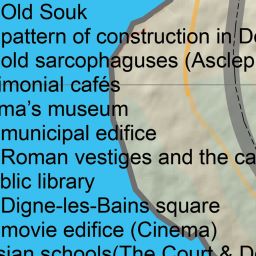 Old Souk
pattern of construction in D
old sarcophaguses (Asclep
imonial cafés
ma's museum
municipal edifice
Roman vestiges and the ca
blic library
Digne-les-Bains square
movie edifice (Cinema)
sian schools(The Court & D